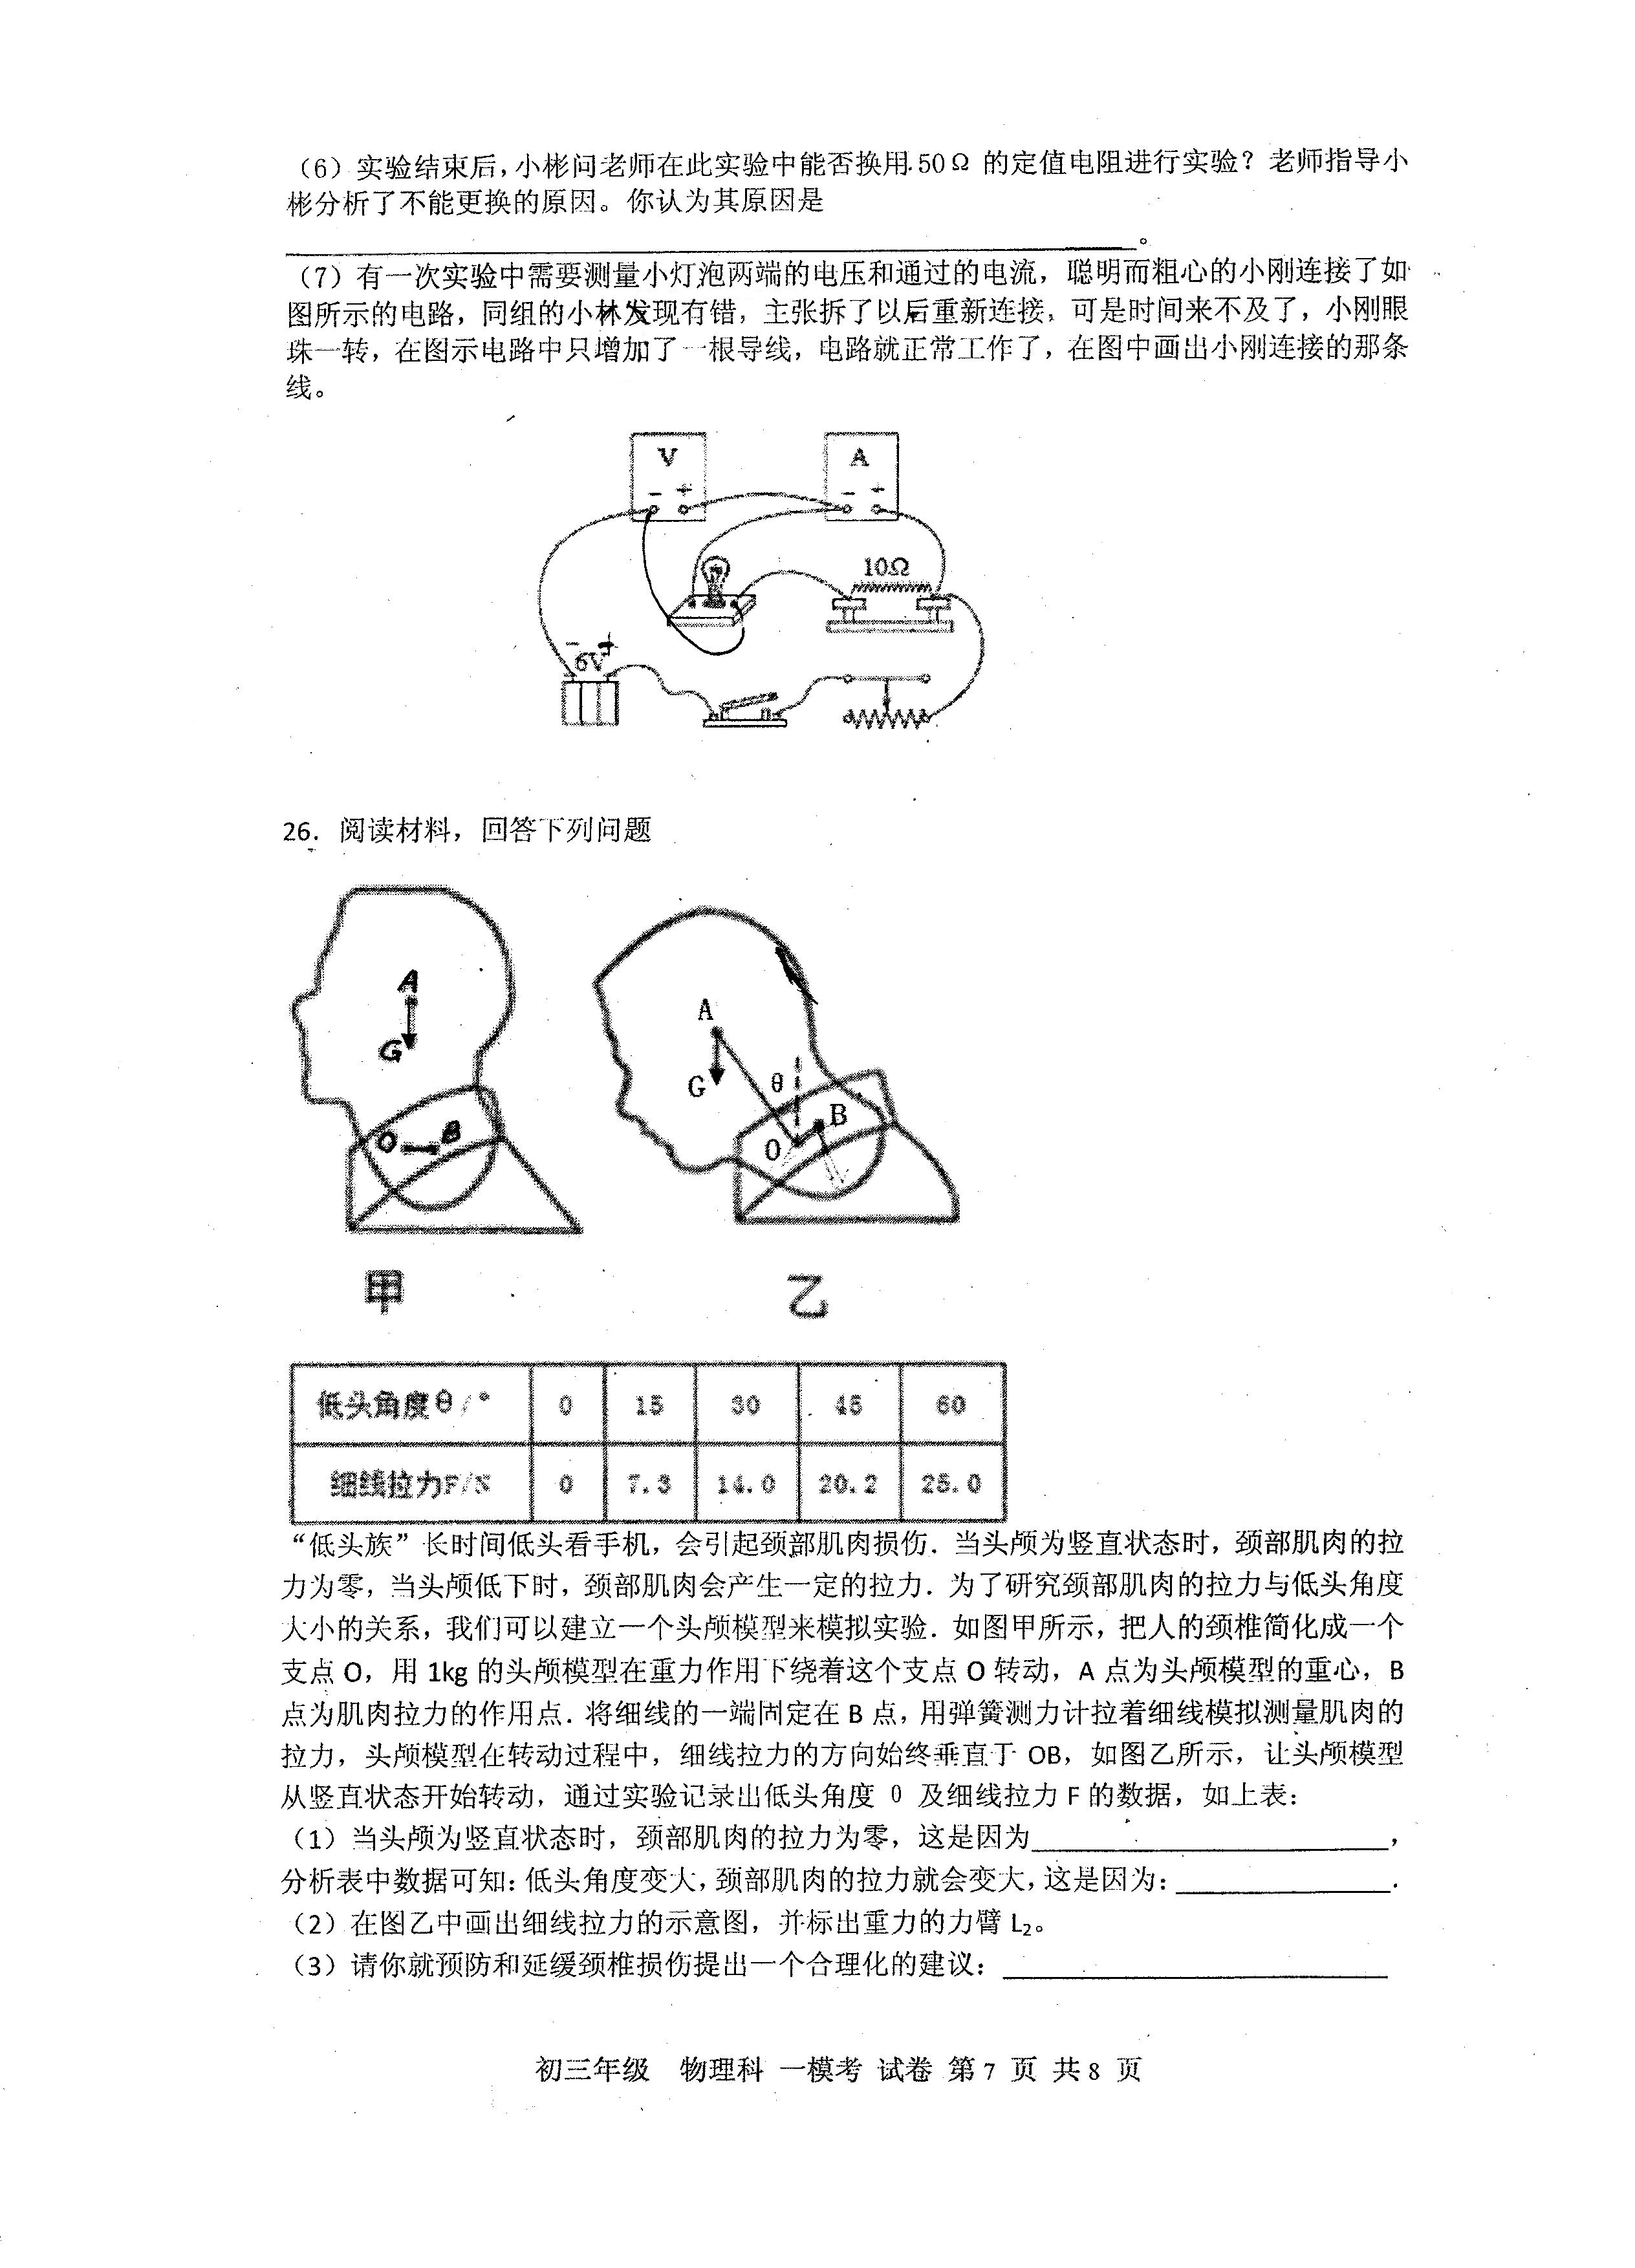 （6）实验结束后，小彬问老师在此实验中能否换用 50Ω 的定值电阻进行实验？老师指导小
彬分析了不能更换的原因。你认为其原因是
。
（7）有一次实验中需要测量小灯泡两端的电压和通过的电流，聪明而粗心的小刚连接了如
图所示的电路，同组的小林发现有错，主张拆了以后重新连接，可是时间来不及了，小刚眼
珠一转，在图示电路中只增加了一根导线，电路就正常工作了，在图中画出小刚连接的那条
线。
V A
- + - +
10Ω
- +
6V
26. 阅读材料，回答下列问题
A
G
O B
A
G θ
B
O
甲 乙
低头角度θ/° 0 15 30 45 60
细线拉力F/N 0 7.3 14.0 20.2 25.0
“低头族”长时间低头看手机，会引起颈部肌肉损伤．当头颅为竖直状态时，颈部肌肉的拉
力为零，当头颅低下时，颈部肌肉会产生一定的拉力．为了研究颈部肌肉的拉力与低头角度
大小的关系，我们可以建立一个头颅模型来模拟实验．如图甲所示，把人的颈椎简化成一个
支点 O，用 1kg 的头颅模型在重力作用下绕着这个支点 O 转动，A 点为头颅模型的重心，B
点为肌肉拉力的作用点．将细线的一端固定在 B 点，用弹簧测力计拉着细线模拟测量肌肉的
拉力，头颅模型在转动过程中，细线拉力的方向始终垂直于 OB，如图乙所示，让头颅模型
从竖直状态开始转动，通过实验记录出低头角度 θ 及细线拉力 F 的数据，如上表：
（1）当头颅为竖直状态时，颈部肌肉的拉力为零，这是因为________，
分析表中数据可知：低头角度变大，颈部肌肉的拉力就会变大，这是因为：________.
（2）在图乙中画出细线拉力的示意图，并标出重力的力臂 L₂。
（3）请你就预防和延缓颈椎损伤提出一个合理化的建议：________
初三年级 物理科 一模考 试卷 第 7 页 共 8 页